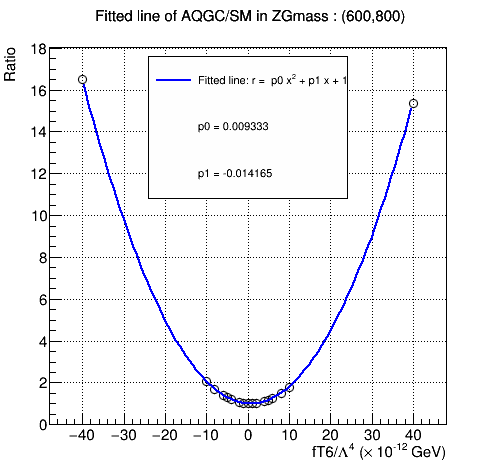 Fitted line of AQGC/SM in ZGmass : (600,800)
Ratio
18
16
14
12
10
8
6
4
2
0
Fitted line: r = p0 x² + p1 x + 1
p0 = 0.009333
p1 = -0.014165
−40 −30 −20 −10 0 10 20 30 40
fT6/Λ⁴ (× 10⁻¹² GeV)